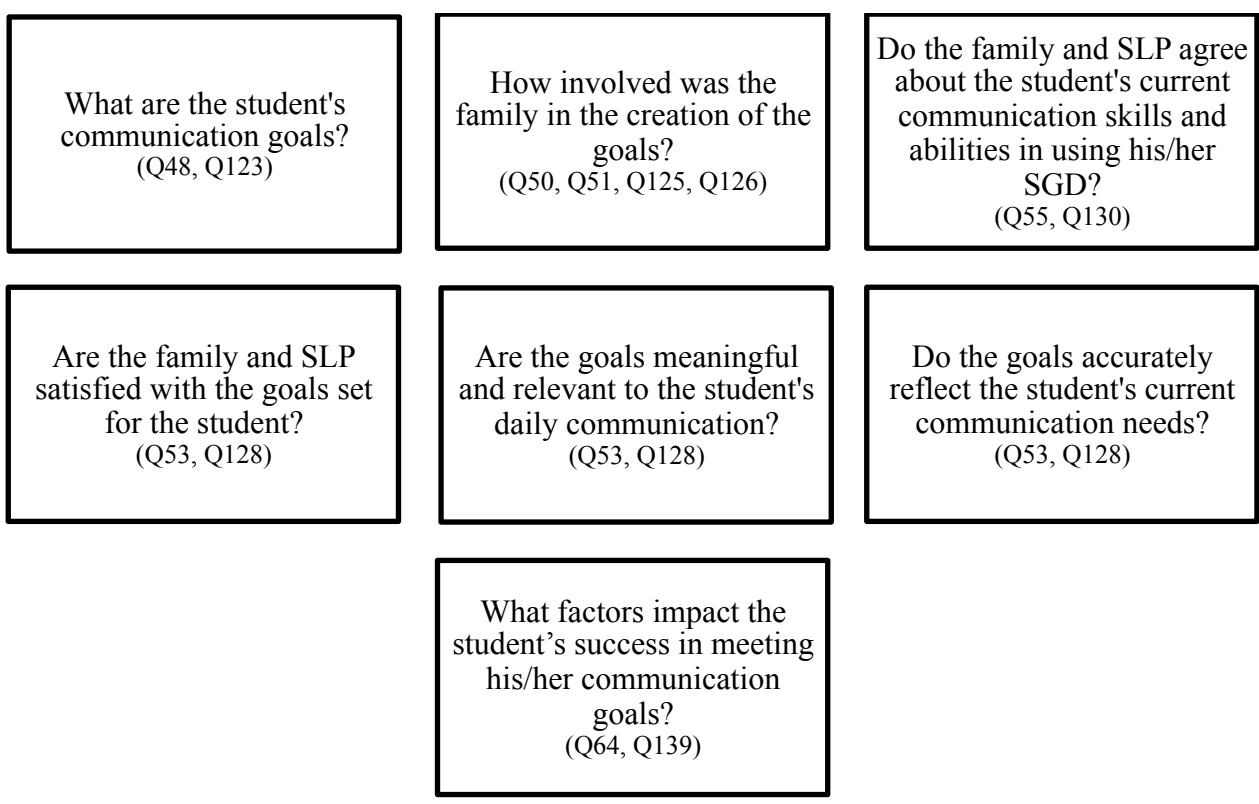 What are the student's
communication goals?
(Q48, Q123)
How involved was the
family in the creation of the
goals?
(Q50, Q51, Q125, Q126)
Do the family and SLP agree
about the student's current
communication skills and
abilities in using his/her
SGD?
(Q55, Q130)
Are the family and SLP
satisfied with the goals set
for the student?
(Q53, Q128)
Are the goals meaningful
and relevant to the student's
daily communication?
(Q53, Q128)
Do the goals accurately
reflect the student's current
communication needs?
(Q53, Q128)
What factors impact the
student’s success in meeting
his/her communication
goals?
(Q64, Q139)